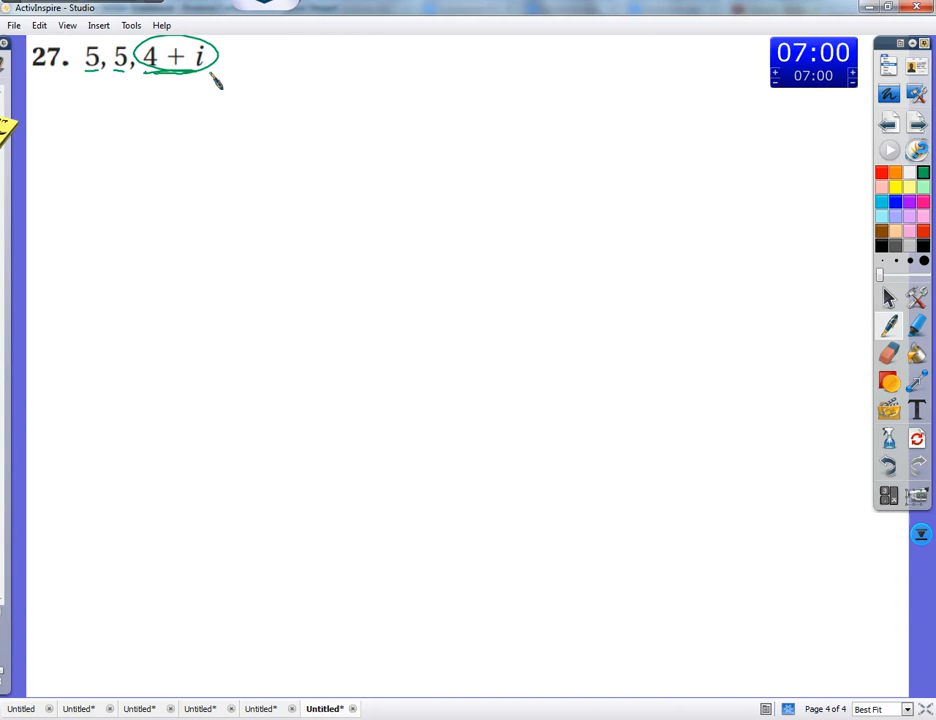 ActivInspire - Studio
File Edit View Insert Tools Help
27. 5, 5, 4 + i
07:00
07:00
Untitled Untitled* Untitled* Untitled* Untitled* Untitled* Page 4 of 4 Best Fit